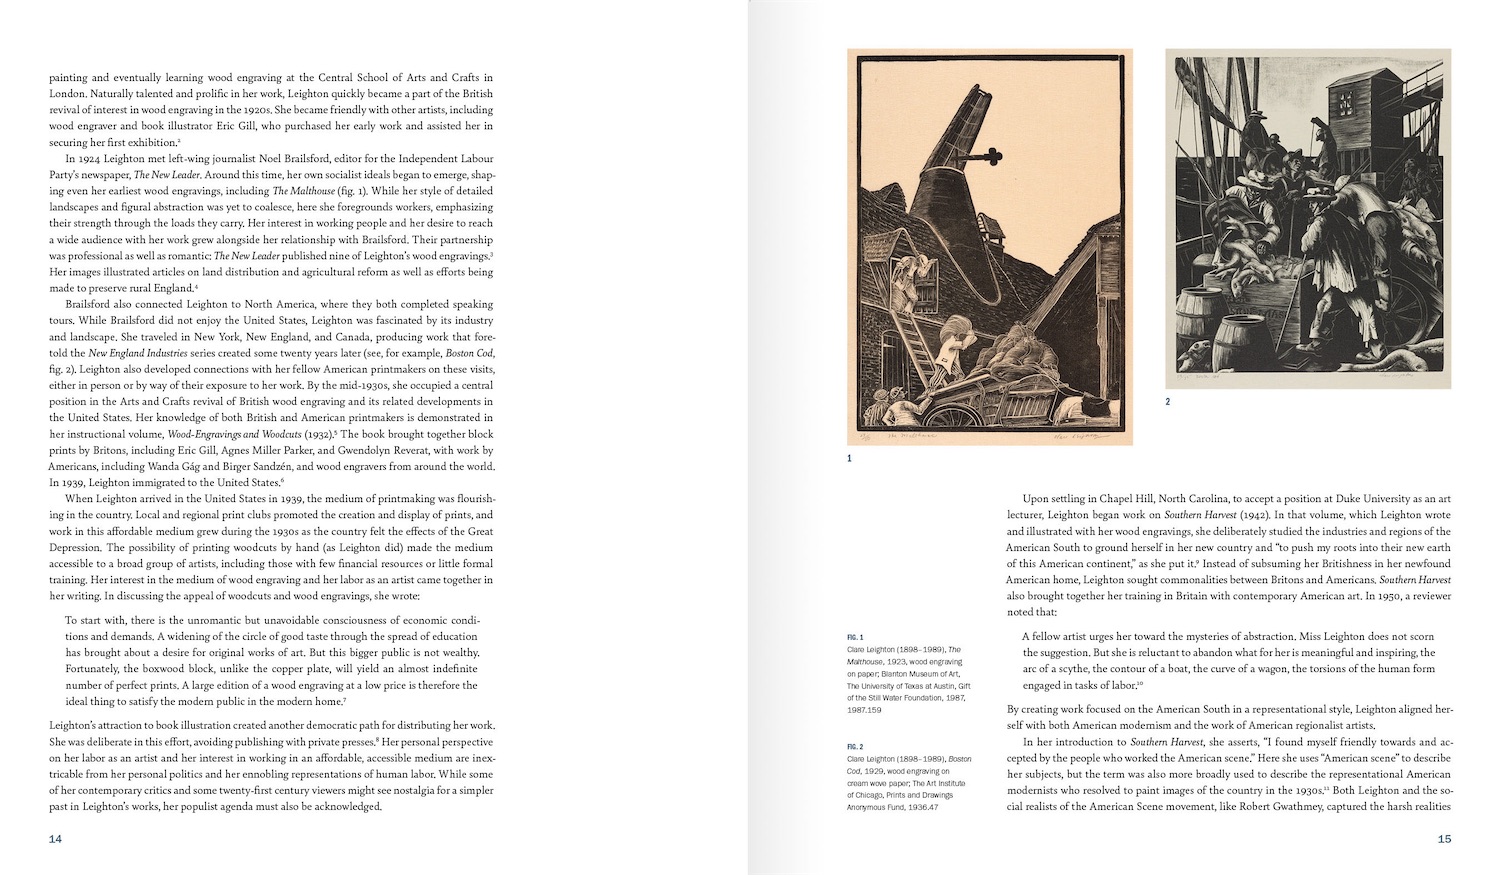 painting and eventually learning wood engraving at the Central School of Arts and Crafts in
London. Naturally talented and prolific in her work, Leighton quickly became a part of the British
revival of interest in wood engraving in the 1920s. She became friendly with other artists, including
wood engraver and book illustrator Eric Gill, who purchased her early work and assisted her in
securing her first exhibition.²
In 1924 Leighton met left-wing journalist Noel Brailsford, editor for the Independent Labour
Party’s newspaper, The New Leader. Around this time, her own socialist ideals began to emerge, shap-
ing even her earliest wood engravings, including The Malthouse (fig. 1). While her style of detailed
landscapes and figural abstraction was yet to coalesce, here she foregrounds workers, emphasizing
their strength through the loads they carry. Her interest in working people and her desire to reach
a wide audience with her work grew alongside her relationship with Brailsford. Their partnership
was professional as well as romantic: The New Leader published nine of Leighton’s wood engravings.³
Her images illustrated articles on land distribution and agricultural reform as well as efforts being
made to preserve rural England.⁴
Brailsford also connected Leighton to North America, where they both completed speaking
tours. While Brailsford did not enjoy the United States, Leighton was fascinated by its industry
and landscape. She traveled in New York, New England, and Canada, producing work that fore-
told the New England Industries series created some twenty years later (see, for example, Boston Cod,
fig. 2). Leighton also developed connections with her fellow American printmakers on these visits,
either in person or by way of their exposure to her work. By the mid-1930s, she occupied a central
position in the Arts and Crafts revival of British wood engraving and its related developments in
the United States. Her knowledge of both British and American printmakers is demonstrated in
her instructional volume, Wood-Engravings and Woodcuts (1932).⁵ The book brought together block
prints by Britons, including Eric Gill, Agnes Miller Parker, and Gwendolyn Reverat, with work by
Americans, including Wanda Gág and Birger Sandzén, and wood engravers from around the world.
In 1939, Leighton immigrated to the United States.⁶
When Leighton arrived in the United States in 1939, the medium of printmaking was flourish-
ing in the country. Local and regional print clubs promoted the creation and display of prints, and
work in this affordable medium grew during the 1930s as the country felt the effects of the Great
Depression. The possibility of printing woodcuts by hand (as Leighton did) made the medium
accessible to a broad group of artists, including those with few financial resources or little formal
training. Her interest in the medium of wood engraving and her labor as an artist came together in
her writing. In discussing the appeal of woodcuts and wood engravings, she wrote:
To start with, there is the unromantic but unavoidable consciousness of economic condi-
tions and demands. A widening of the circle of good taste through the spread of education
has brought about a desire for original works of art. But this bigger public is not wealthy.
Fortunately, the boxwood block, unlike the copper plate, will yield an almost indefinite
number of perfect prints. A large edition of a wood engraving at a low price is therefore the
ideal thing to satisfy the modern public in the modern home.⁷
Leighton’s attraction to book illustration created another democratic path for distributing her work.
She was deliberate in this effort, avoiding publishing with private presses.⁸ Her personal perspective
on her labor as an artist and her interest in working in an affordable, accessible medium are inex-
tricable from her personal politics and her ennobling representations of human labor. While some
of her contemporary critics and some twenty-first century viewers might see nostalgia for a simpler
past in Leighton’s works, her populist agenda must also be acknowledged.
14
The Malthouse
1
2
Upon settling in Chapel Hill, North Carolina, to accept a position at Duke University as an art
lecturer, Leighton began work on Southern Harvest (1942). In that volume, which Leighton wrote
and illustrated with her wood engravings, she deliberately studied the industries and regions of the
American South to ground herself in her new country and “to push my roots into their new earth
of this American continent,” as she put it.⁹ Instead of subsuming her Britishness in her newfound
American home, Leighton sought commonalities between Britons and Americans. Southern Harvest
also brought together her training in Britain with contemporary American art. In 1950, a reviewer
noted that:
A fellow artist urges her toward the mysteries of abstraction. Miss Leighton does not scorn
the suggestion. But she is reluctant to abandon what for her is meaningful and inspiring, the
arc of a scythe, the contour of a boat, the curve of a wagon, the torsions of the human form
engaged in tasks of labor.¹⁰
By creating work focused on the American South in a representational style, Leighton aligned her-
self with both American modernism and the work of American regionalist artists.
In her introduction to Southern Harvest, she asserts, “I found myself friendly towards and ac-
cepted by the people who worked the American scene.” Here she uses “American scene” to describe
her subjects, but the term was also more broadly used to describe the representational American
modernists who resolved to paint images of the country in the 1930s.¹¹ Both Leighton and the so-
cial realists of the American Scene movement, like Robert Gwathmey, captured the harsh realities
FIG. 1
Clare Leighton (1898–1989), The
Malthouse, 1923, wood engraving
on paper; Blanton Museum of Art,
The University of Texas at Austin, Gift
of the Still Water Foundation, 1987,
1987.159
FIG. 2
Clare Leighton (1898–1989), Boston
Cod, 1929, wood engraving on
cream wove paper; The Art Institute
of Chicago, Prints and Drawings
Anonymous Fund, 1936.47
15